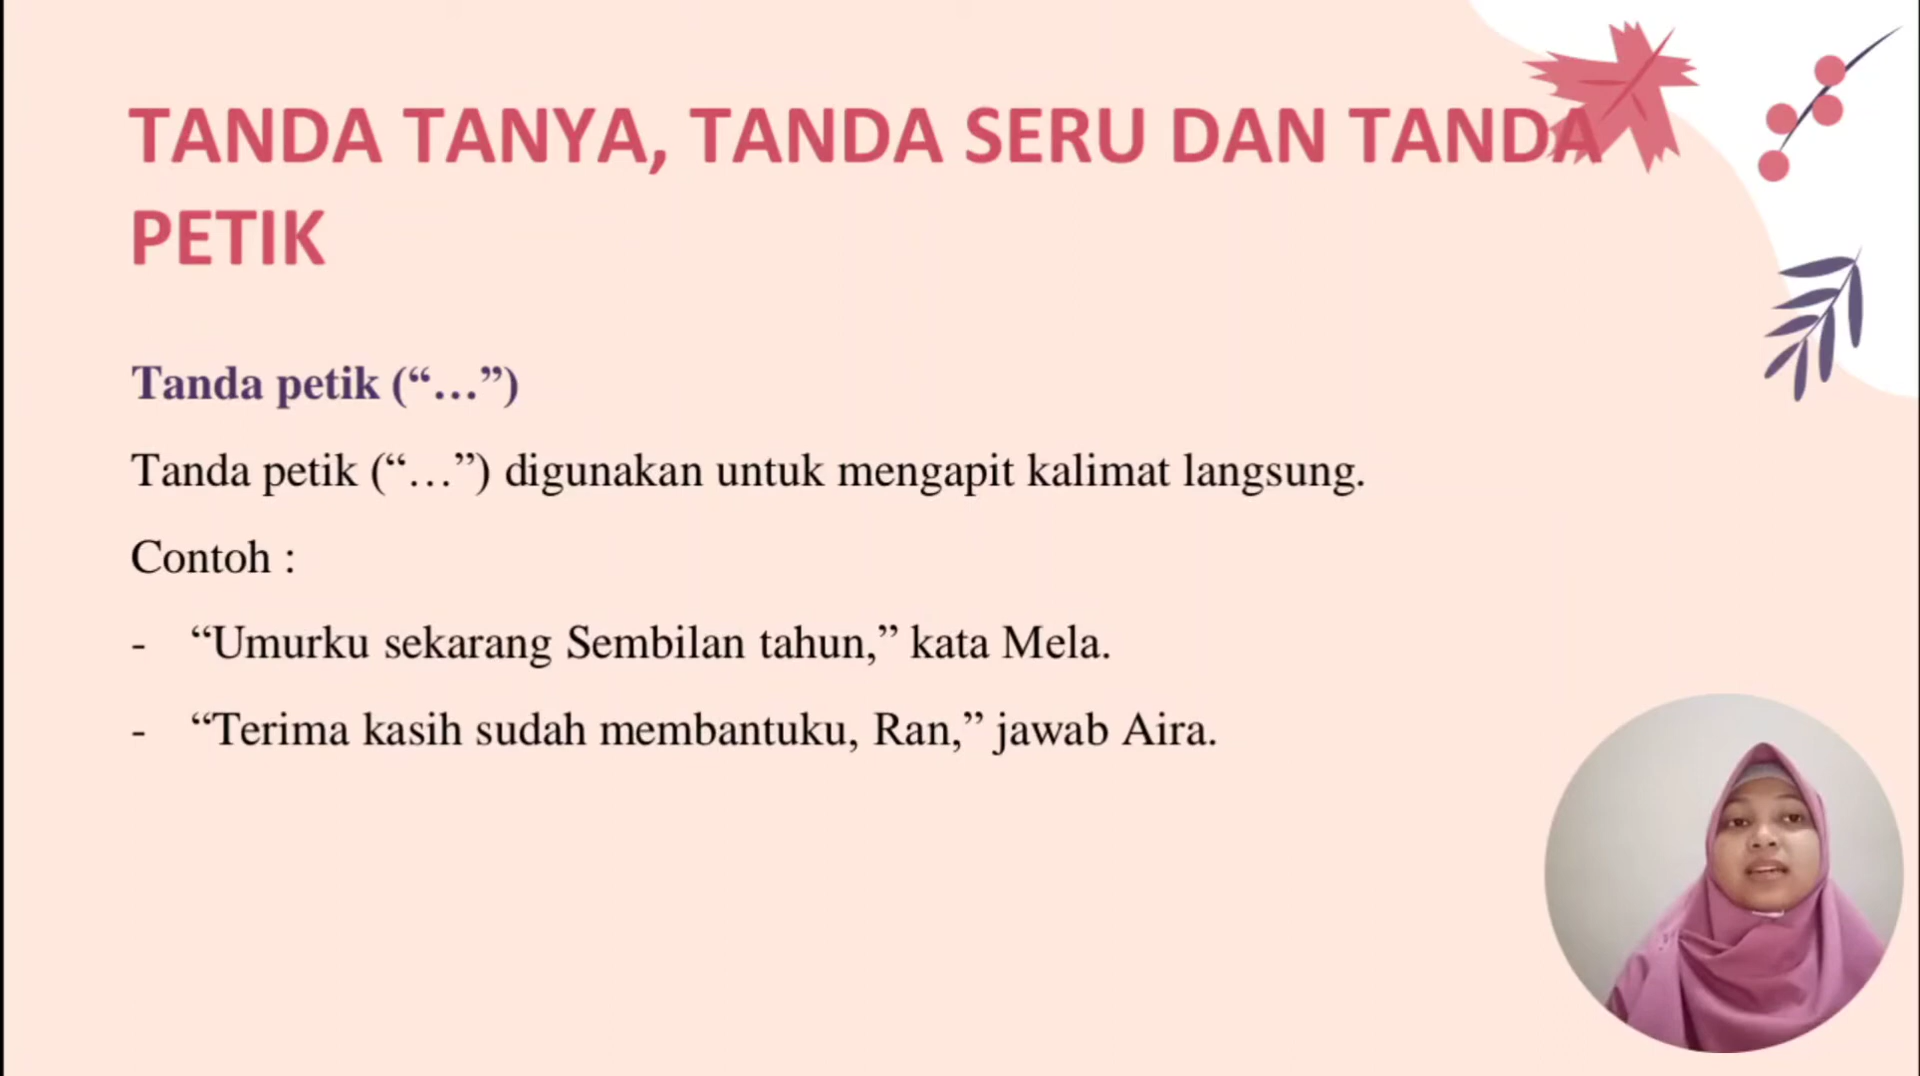 TANDA TANYA, TANDA SERU DAN TANDA
PETIK
Tanda petik (“…”)
Tanda petik (“…”) digunakan untuk mengapit kalimat langsung.
Contoh :
- “Umurku sekarang Sembilan tahun,” kata Mela.
- “Terima kasih sudah membantuku, Ran,” jawab Aira.